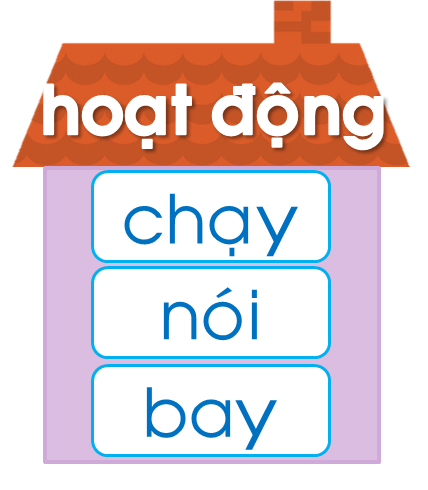 hoạt động
chạy
nói
bay